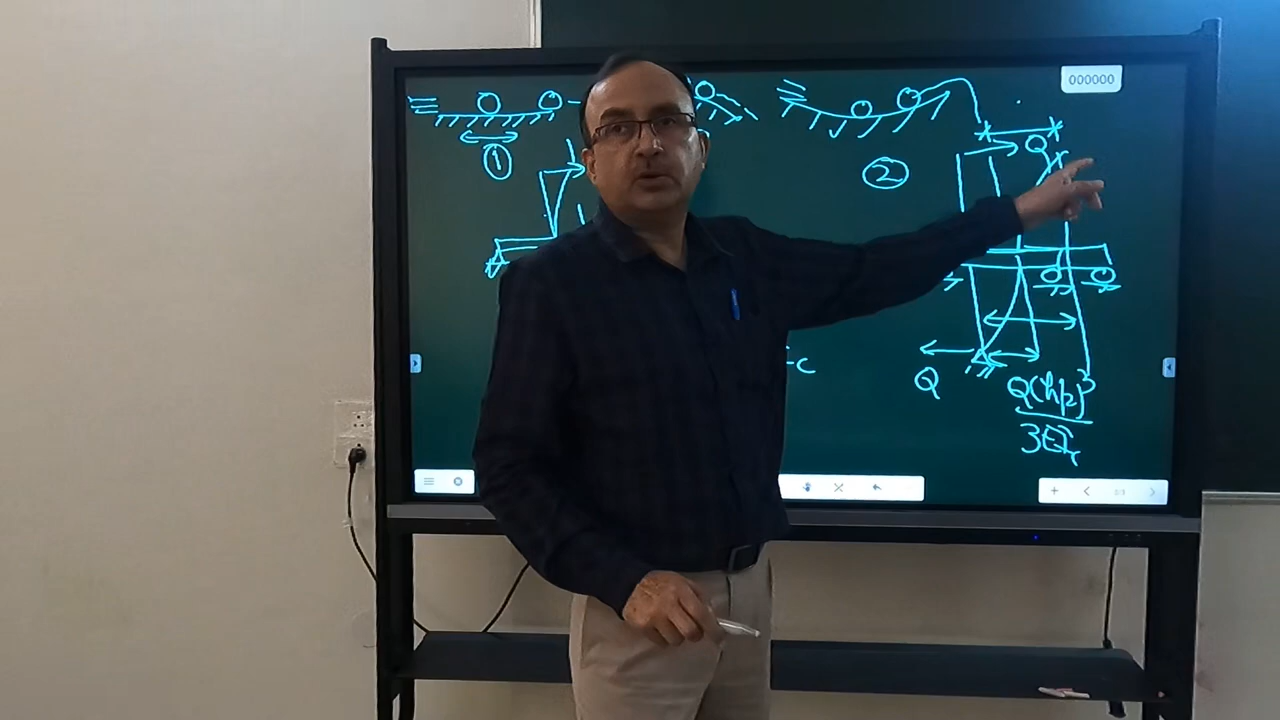 000000
Q
1
2
-c
Q
Q(h/2)³
3EI